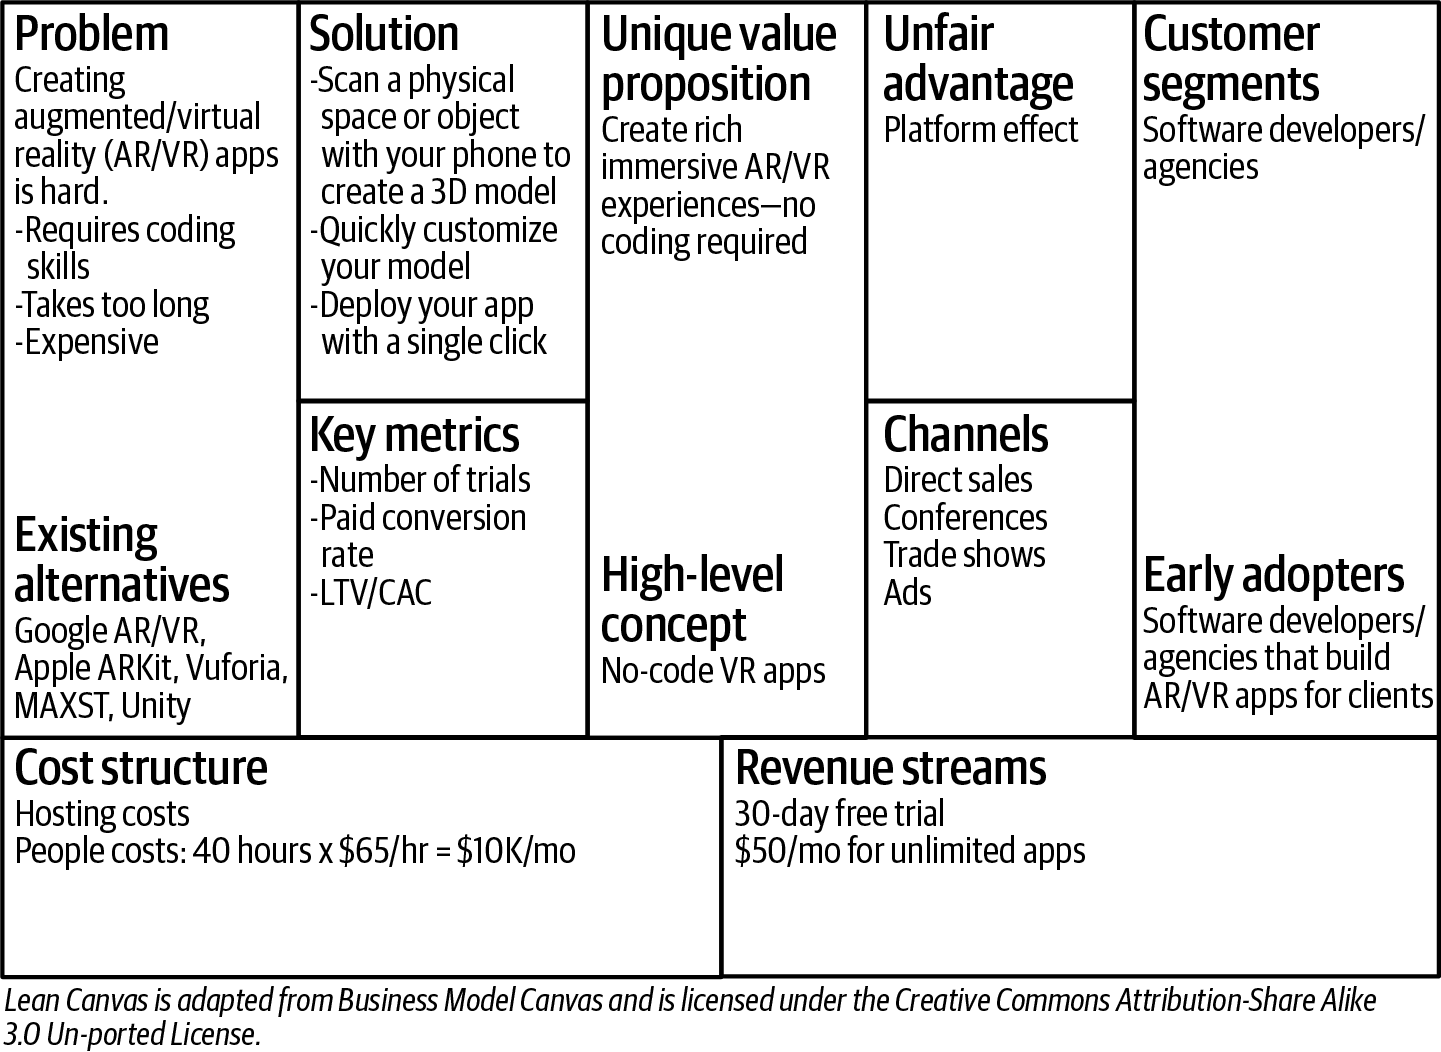 Problem
Creating
augmented/virtual
reality (AR/VR) apps
is hard.
-Requires coding
skills
-Takes too long
-Expensive
Existing
alternatives
Google AR/VR,
Apple ARKit, Vuforia,
MAXST, Unity
Solution
-Scan a physical
space or object
with your phone to
create a 3D model
-Quickly customize
your model
-Deploy your app
with a single click
Key metrics
-Number of trials
-Paid conversion
rate
-LTV/CAC
Unique value
proposition
Create rich
immersive AR/VR
experiences—no
coding required
High-level
concept
No-code VR apps
Unfair
advantage
Platform effect
Channels
Direct sales
Conferences
Trade shows
Ads
Customer
segments
Software developers/
agencies
Early adopters
Software developers/
agencies that build
AR/VR apps for clients
Cost structure
Hosting costs
People costs: 40 hours x $65/hr = $10K/mo
Revenue streams
30-day free trial
$50/mo for unlimited apps
Lean Canvas is adapted from Business Model Canvas and is licensed under the Creative Commons Attribution-Share Alike
3.0 Un-ported License.